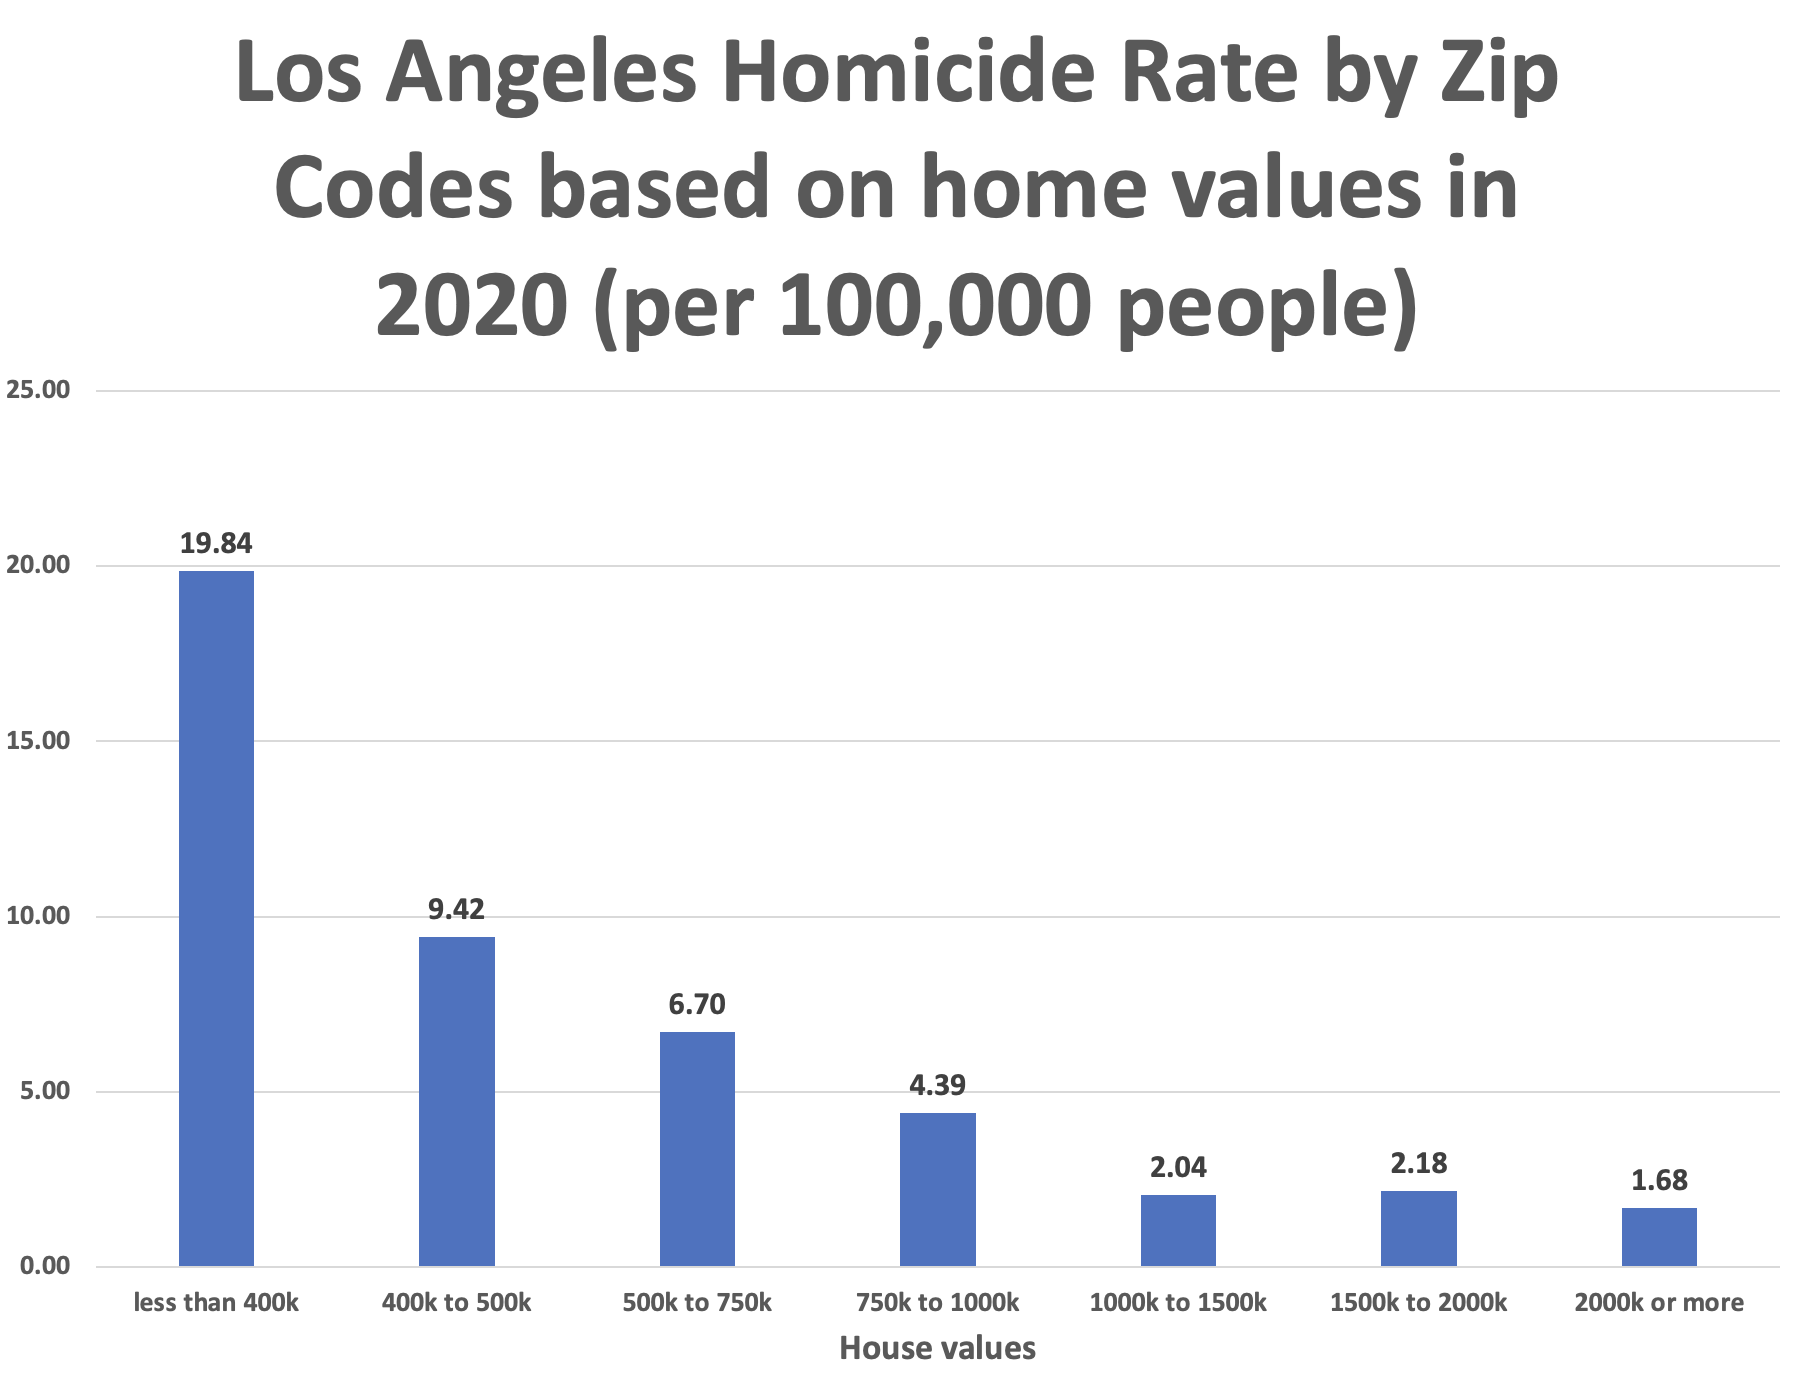 Los Angeles Homicide Rate by Zip
Codes based on home values in
2020 (per 100,000 people)
25.00
20.00
15.00
10.00
5.00
0.00
19.84
9.42
6.70
4.39
2.04
2.18
1.68
less than 400k
400k to 500k
500k to 750k
750k to 1000k
1000k to 1500k
1500k to 2000k
2000k or more
House values